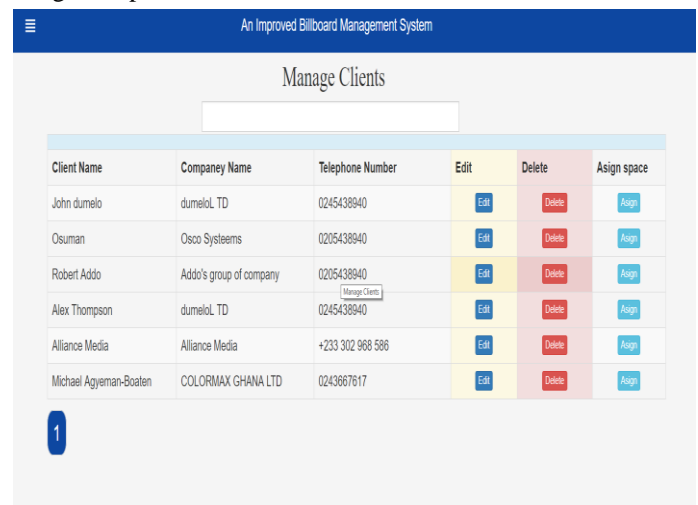 An Improved Billboard Management System
Manage Clients
Client Name Companey Name Telephone Number Edit Delete Asign space
John dumelo dumeloL TD 0245438940 Edit Delete Asign
Osuman Osco Systeems 0205438940 Edit Delete Asign
Robert Addo Addo's group of company 0205438940 Edit Delete Asign
Manage Clients
Alex Thompson dumeloL TD 0245438940 Edit Delete Asign
Alliance Media Alliance Media +233 302 968 586 Edit Delete Asign
Michael Agyeman-Boaten COLORMAX GHANA LTD 0243667617 Edit Delete Asign
1